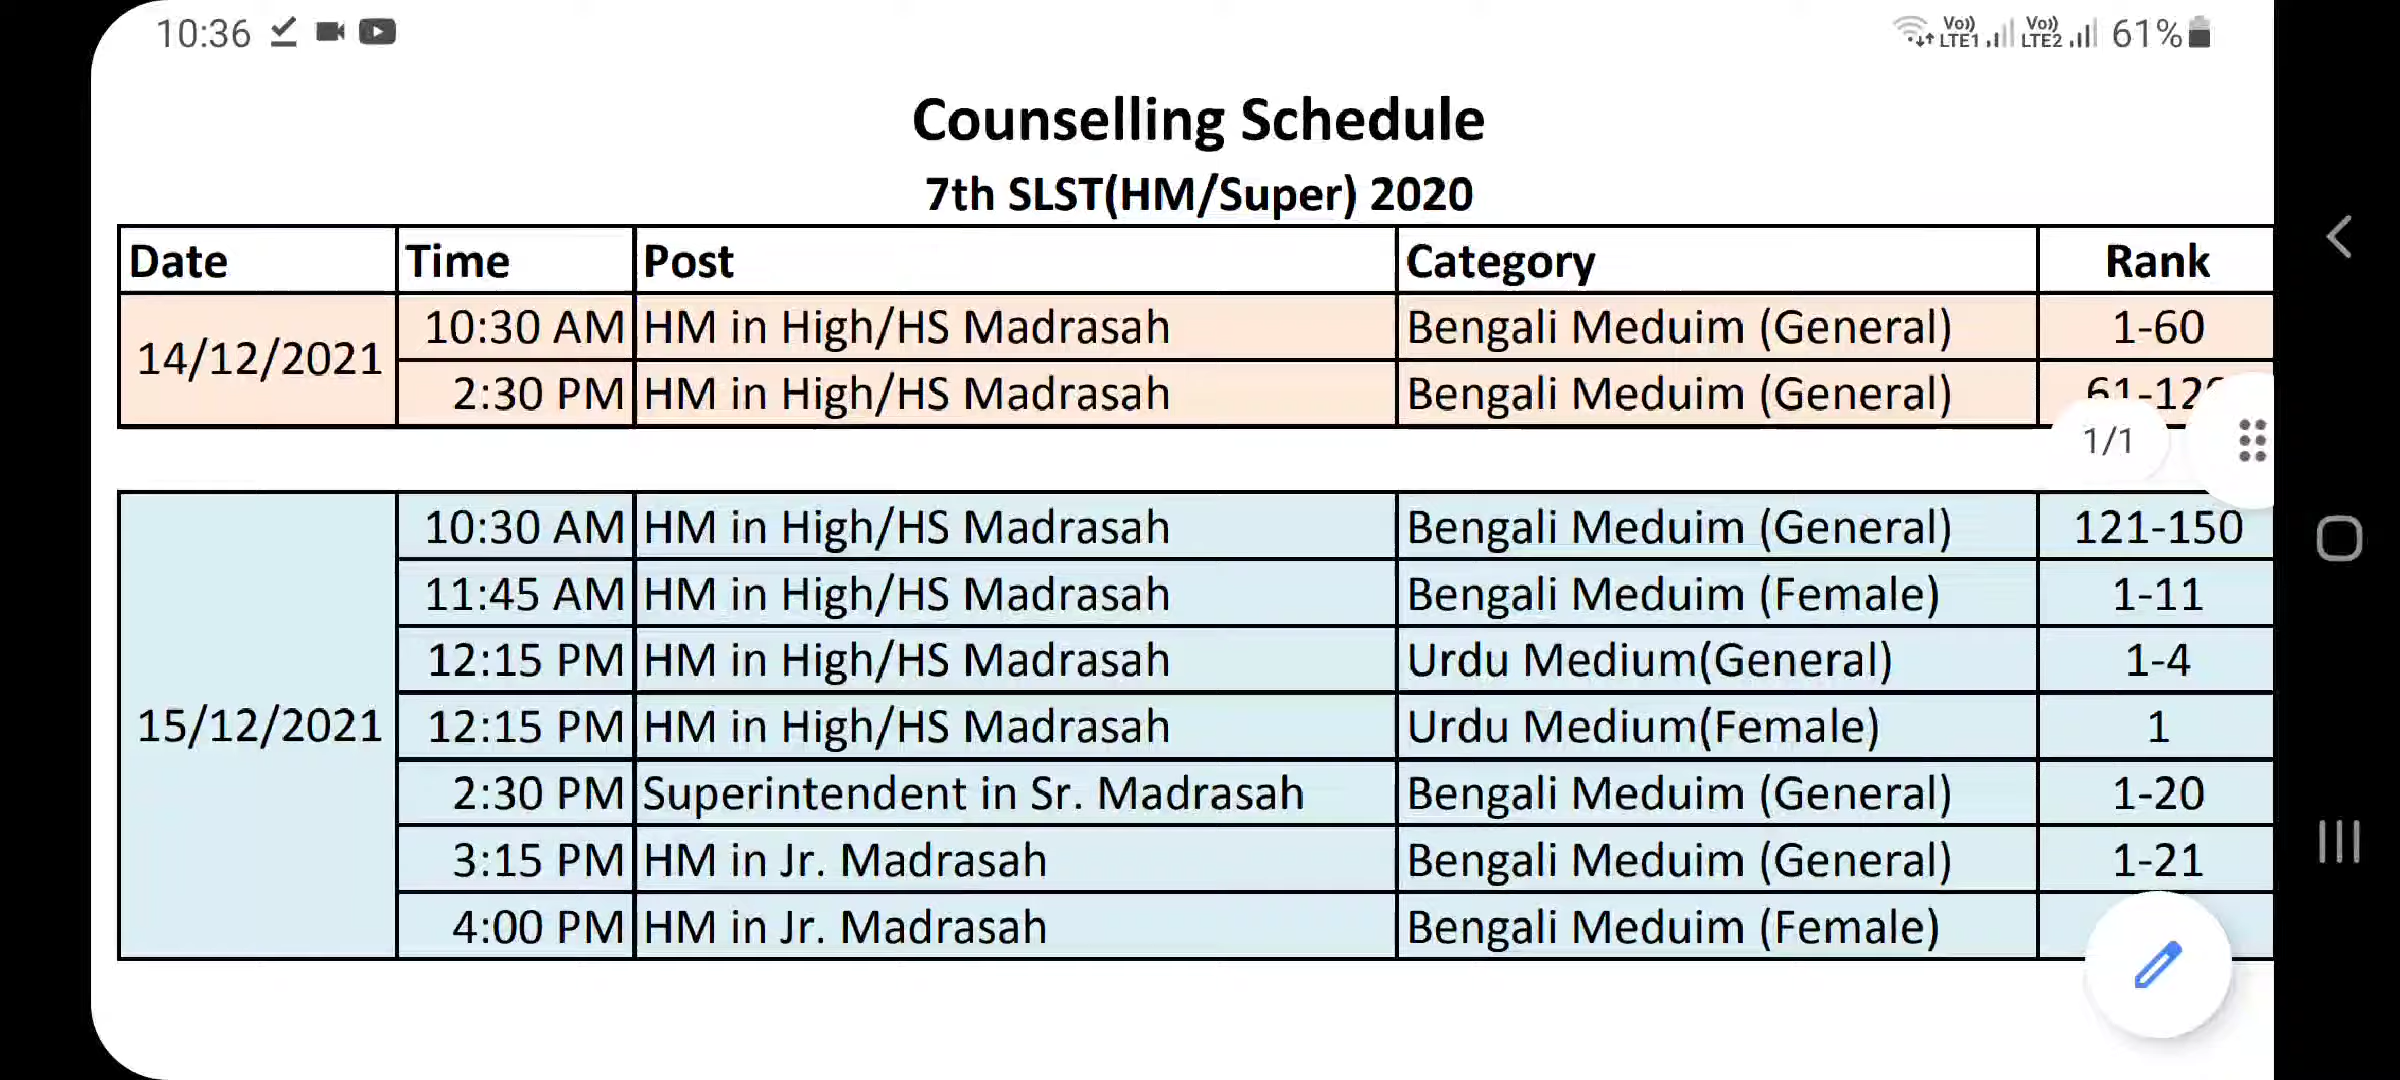 10:36 Vo)) LTE1 Vo)) LTE2 61%
Counselling Schedule
7th SLST(HM/Super) 2020
Date Time Post Category Rank
14/12/2021
10:30 AM HM in High/HS Madrasah Bengali Meduim (General) 1-60
2:30 PM HM in High/HS Madrasah Bengali Meduim (General)
1/1
15/12/2021
10:30 AM HM in High/HS Madrasah Bengali Meduim (General) 121-150
11:45 AM HM in High/HS Madrasah Bengali Meduim (Female) 1-11
12:15 PM HM in High/HS Madrasah Urdu Medium(General) 1-4
12:15 PM HM in High/HS Madrasah Urdu Medium(Female) 1
2:30 PM Superintendent in Sr. Madrasah Bengali Meduim (General) 1-20
3:15 PM HM in Jr. Madrasah Bengali Meduim (General) 1-21
4:00 PM HM in Jr. Madrasah Bengali Meduim (Female)